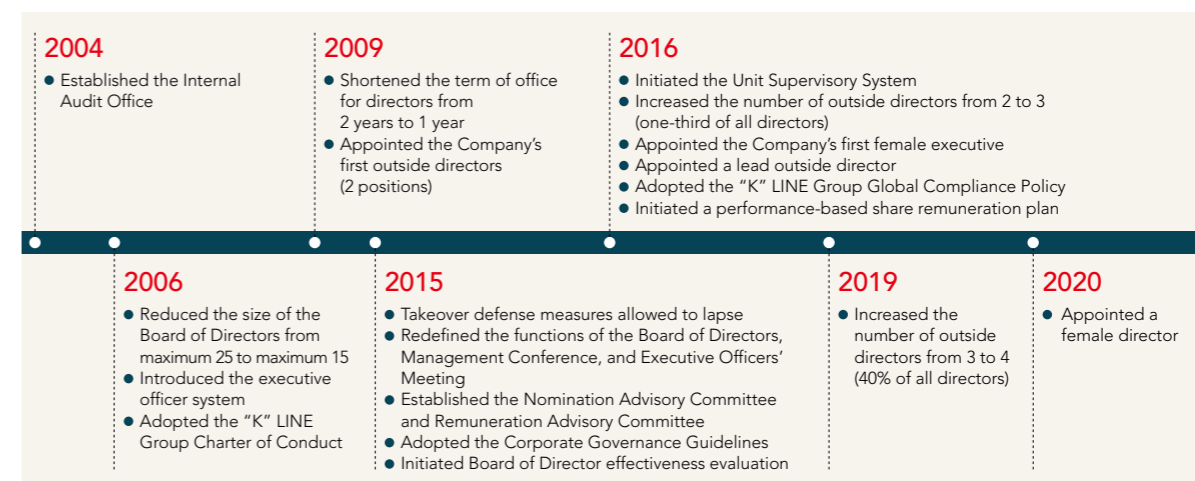 2004
● Established the Internal
Audit Office
2009
● Shortened the term of office
for directors from
2 years to 1 year
● Appointed the Company's
first outside directors
(2 positions)
2016
● Initiated the Unit Supervisory System
● Increased the number of outside directors from 2 to 3
(one-third of all directors)
● Appointed the Company's first female executive
● Appointed a lead outside director
● Adopted the “K” LINE Group Global Compliance Policy
● Initiated a performance-based share remuneration plan
2006
● Reduced the size of the
Board of Directors from
maximum 25 to maximum 15
● Introduced the executive
officer system
● Adopted the “K” LINE
Group Charter of Conduct
2015
● Takeover defense measures allowed to lapse
● Redefined the functions of the Board of Directors,
Management Conference, and Executive Officers'
Meeting
● Established the Nomination Advisory Committee
and Remuneration Advisory Committee
● Adopted the Corporate Governance Guidelines
● Initiated Board of Director effectiveness evaluation
2019
● Increased the
number of outside
directors from 3 to 4
(40% of all directors)
2020
● Appointed a
female director